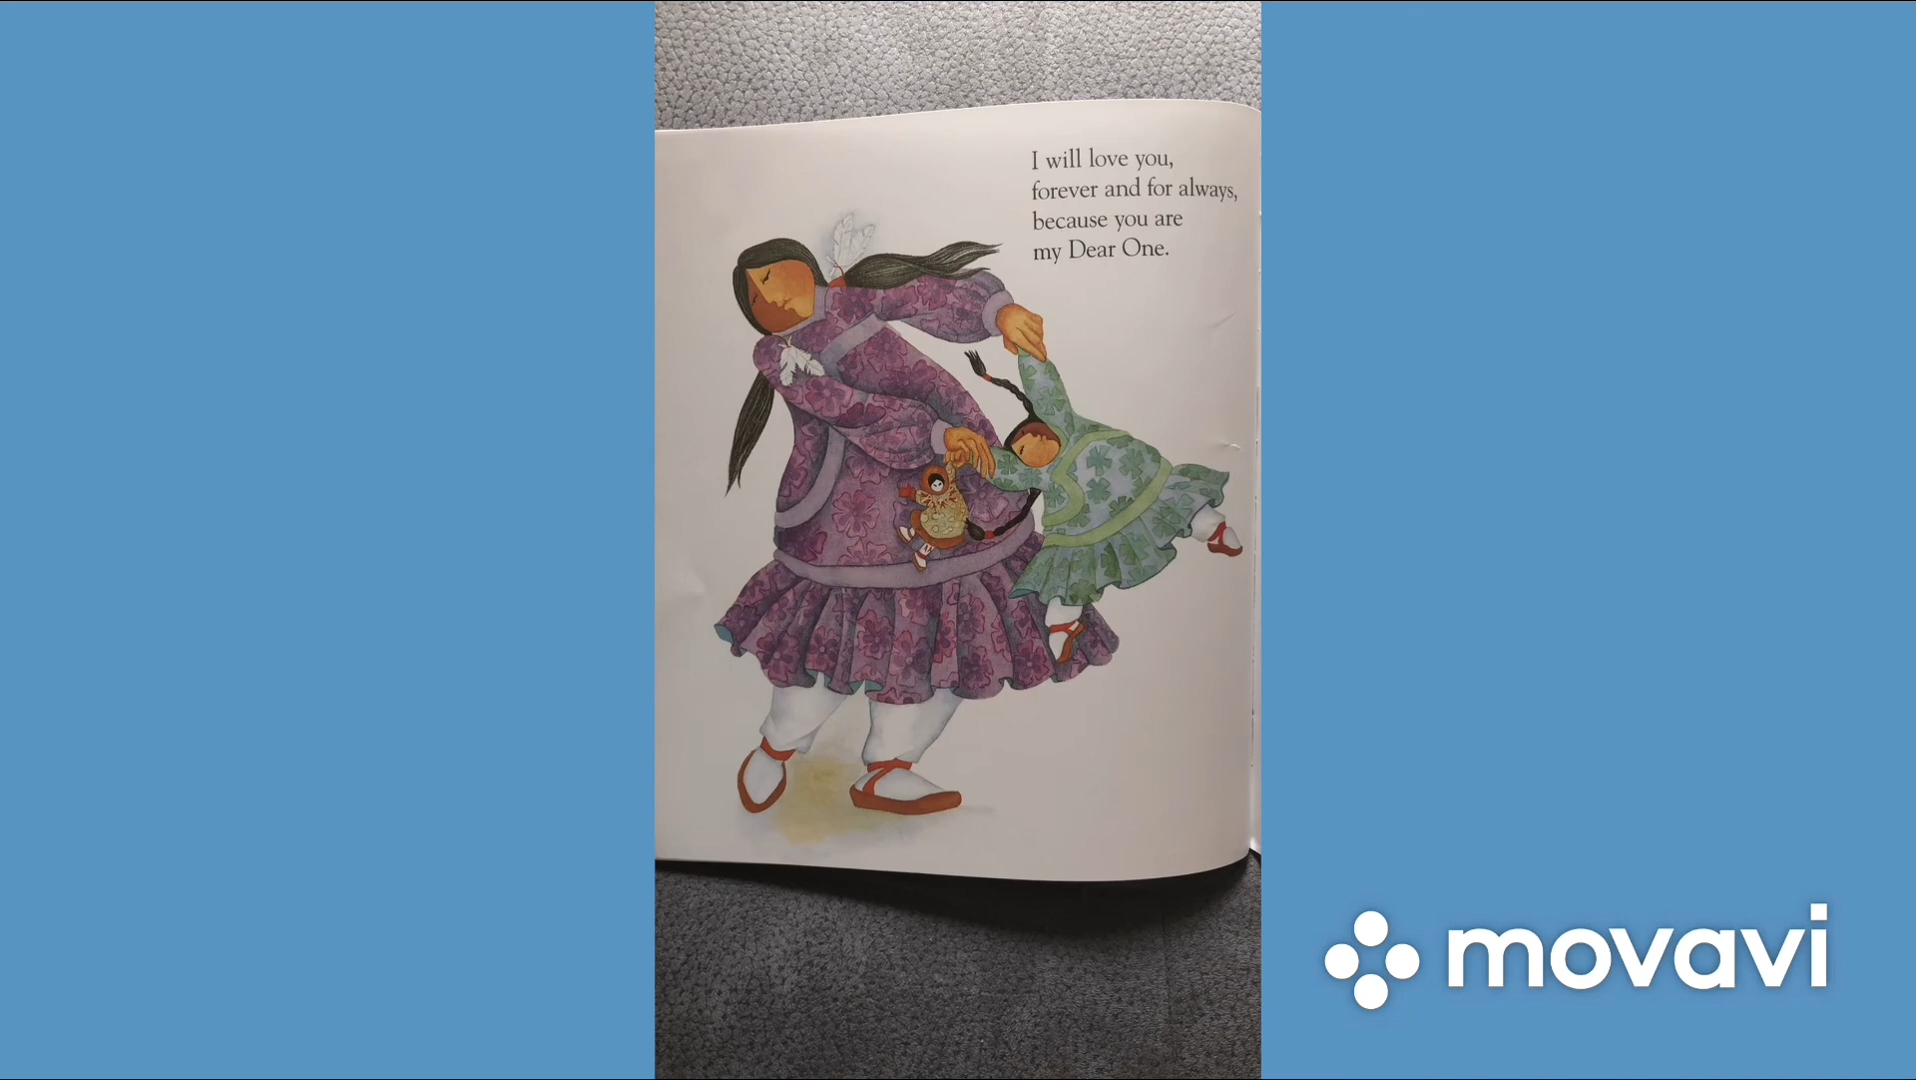 I will love you,
forever and for always,
because you are
my Dear One.
movavi